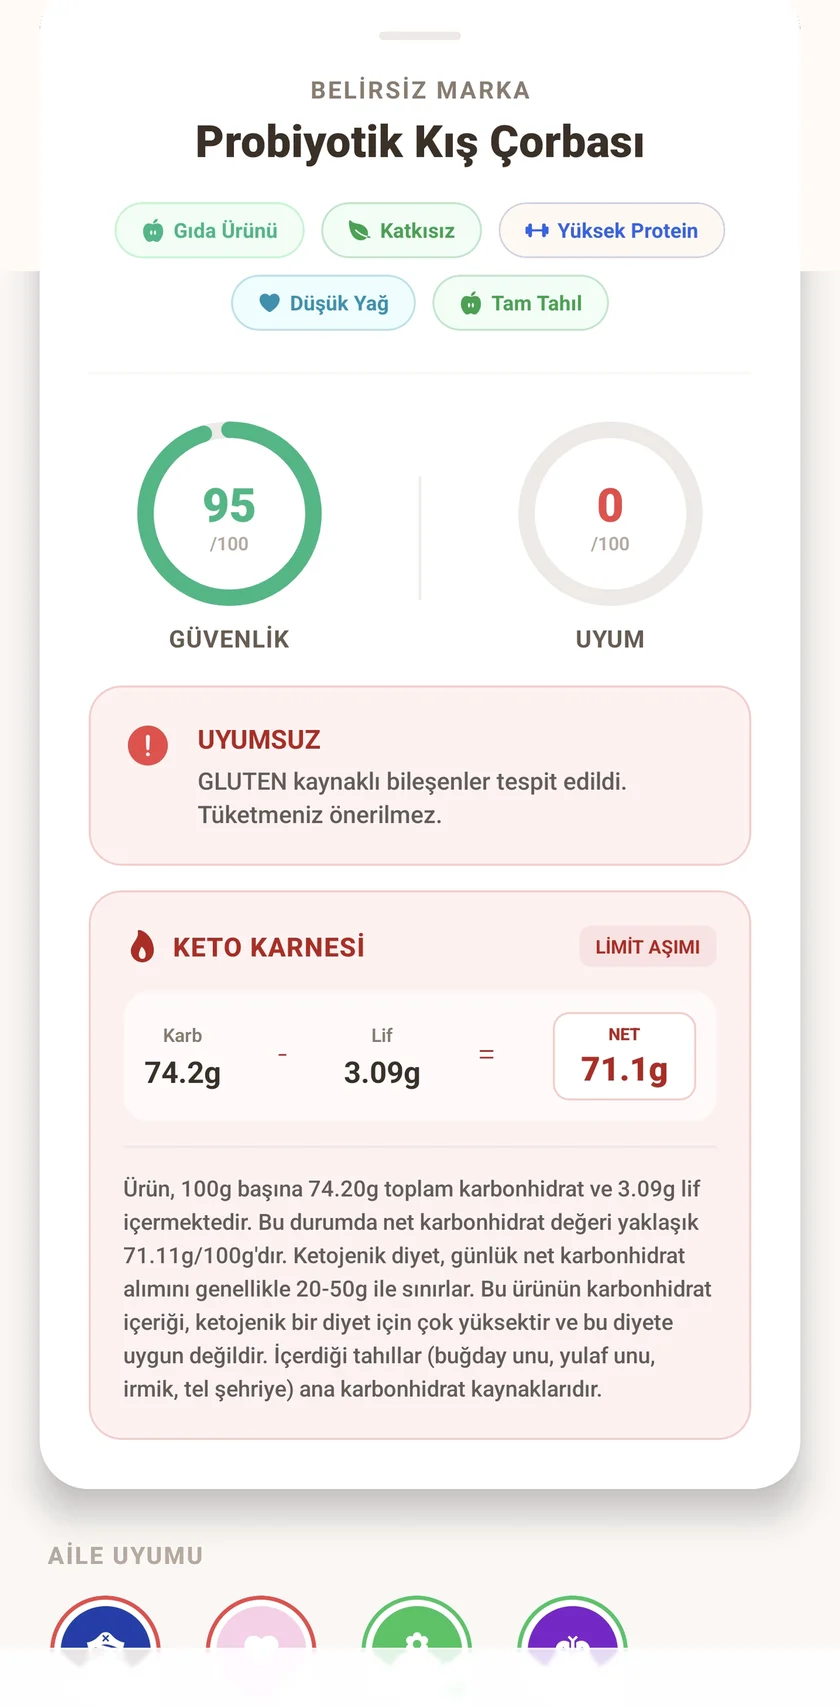 BELİRSİZ MARKA
Probiyotik Kış Çorbası
Gıda Ürünü
Katkısız
Yüksek Protein
Düşük Yağ
Tam Tahıl
95
/100
GÜVENLİK
0
/100
UYUM
UYUMSUZ
GLUTEN kaynaklı bileşenler tespit edildi.
Tüketmeniz önerilmez.
KETO KARNESİ
LİMİT AŞIMI
Karb
74.2g
-
Lif
3.09g
=
NET
71.1g
Ürün, 100g başına 74.20g toplam karbonhidrat ve 3.09g lif
içermektedir. Bu durumda net karbonhidrat değeri yaklaşık
71.11g/100g'dır. Ketojenik diyet, günlük net karbonhidrat
alımını genellikle 20-50g ile sınırlar. Bu ürünün karbonhidrat
içeriği, ketojenik bir diyet için çok yüksektir ve bu diyete
uygun değildir. İçerdiği tahıllar (buğday unu, yulaf unu,
irmik, tel şehriye) ana karbonhidrat kaynaklarıdır.
AİLE UYUMU